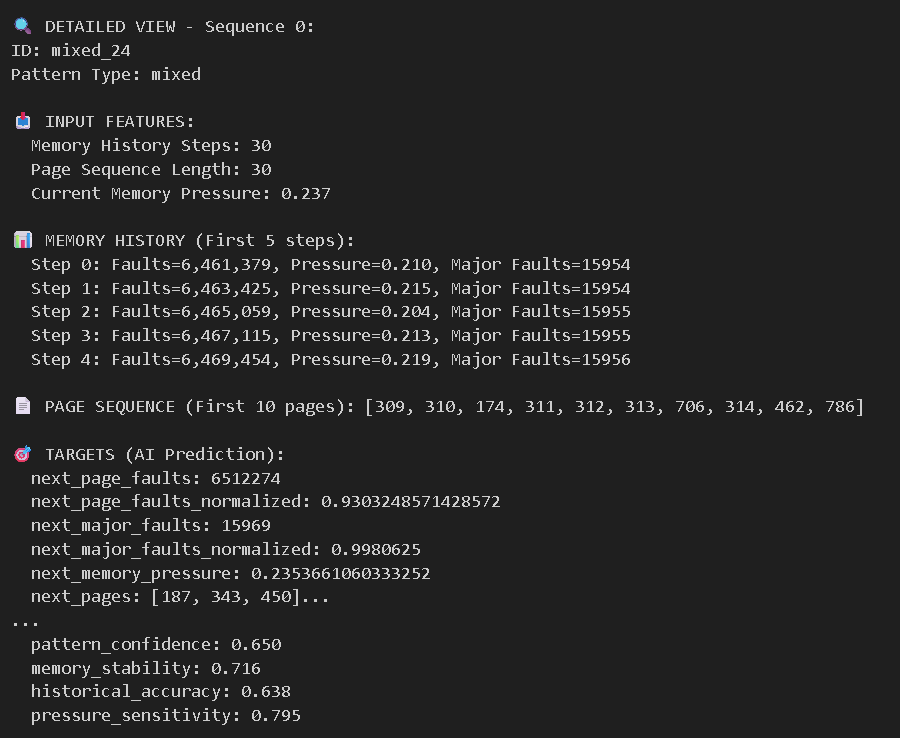 🔍 DETAILED VIEW - Sequence 0:
ID: mixed_24
Pattern Type: mixed
📥 INPUT FEATURES:
Memory History Steps: 30
Page Sequence Length: 30
Current Memory Pressure: 0.237
📊 MEMORY HISTORY (First 5 steps):
Step 0: Faults=6,461,379, Pressure=0.210, Major Faults=15954
Step 1: Faults=6,463,425, Pressure=0.215, Major Faults=15954
Step 2: Faults=6,465,059, Pressure=0.204, Major Faults=15955
Step 3: Faults=6,467,115, Pressure=0.213, Major Faults=15955
Step 4: Faults=6,469,454, Pressure=0.219, Major Faults=15956
📄 PAGE SEQUENCE (First 10 pages): [309, 310, 174, 311, 312, 313, 706, 314, 462, 786]
🎯 TARGETS (AI Prediction):
next_page_faults: 6512274
next_page_faults_normalized: 0.9303248571428572
next_major_faults: 15969
next_major_faults_normalized: 0.9980625
next_memory_pressure: 0.2353661060333252
next_pages: [187, 343, 450]...
...
pattern_confidence: 0.650
memory_stability: 0.716
historical_accuracy: 0.638
pressure_sensitivity: 0.795